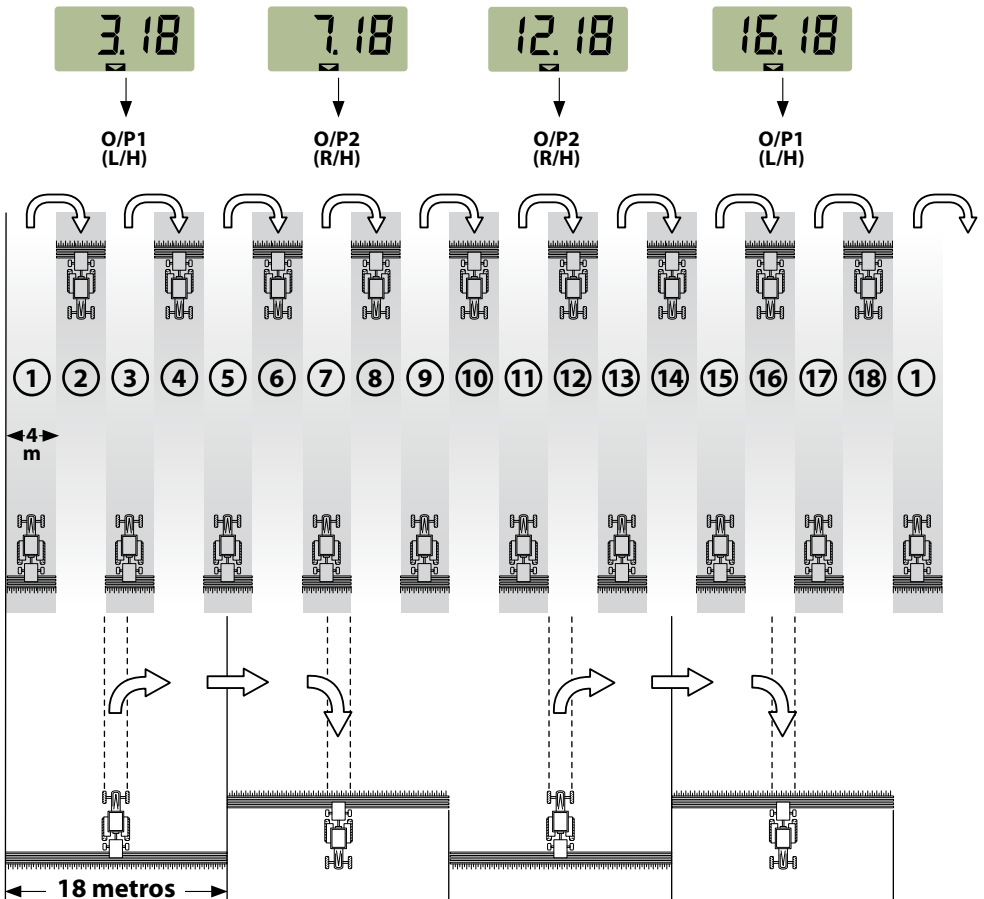 3.18 7.18 12.18 16.18
O/P1 O/P2 O/P2 O/P1
(L/H) (R/H) (R/H) (L/H)
1 2 3 4 5 6 7 8 9 10 11 12 13 14 15 16 17 18 1
4
m
18 metros